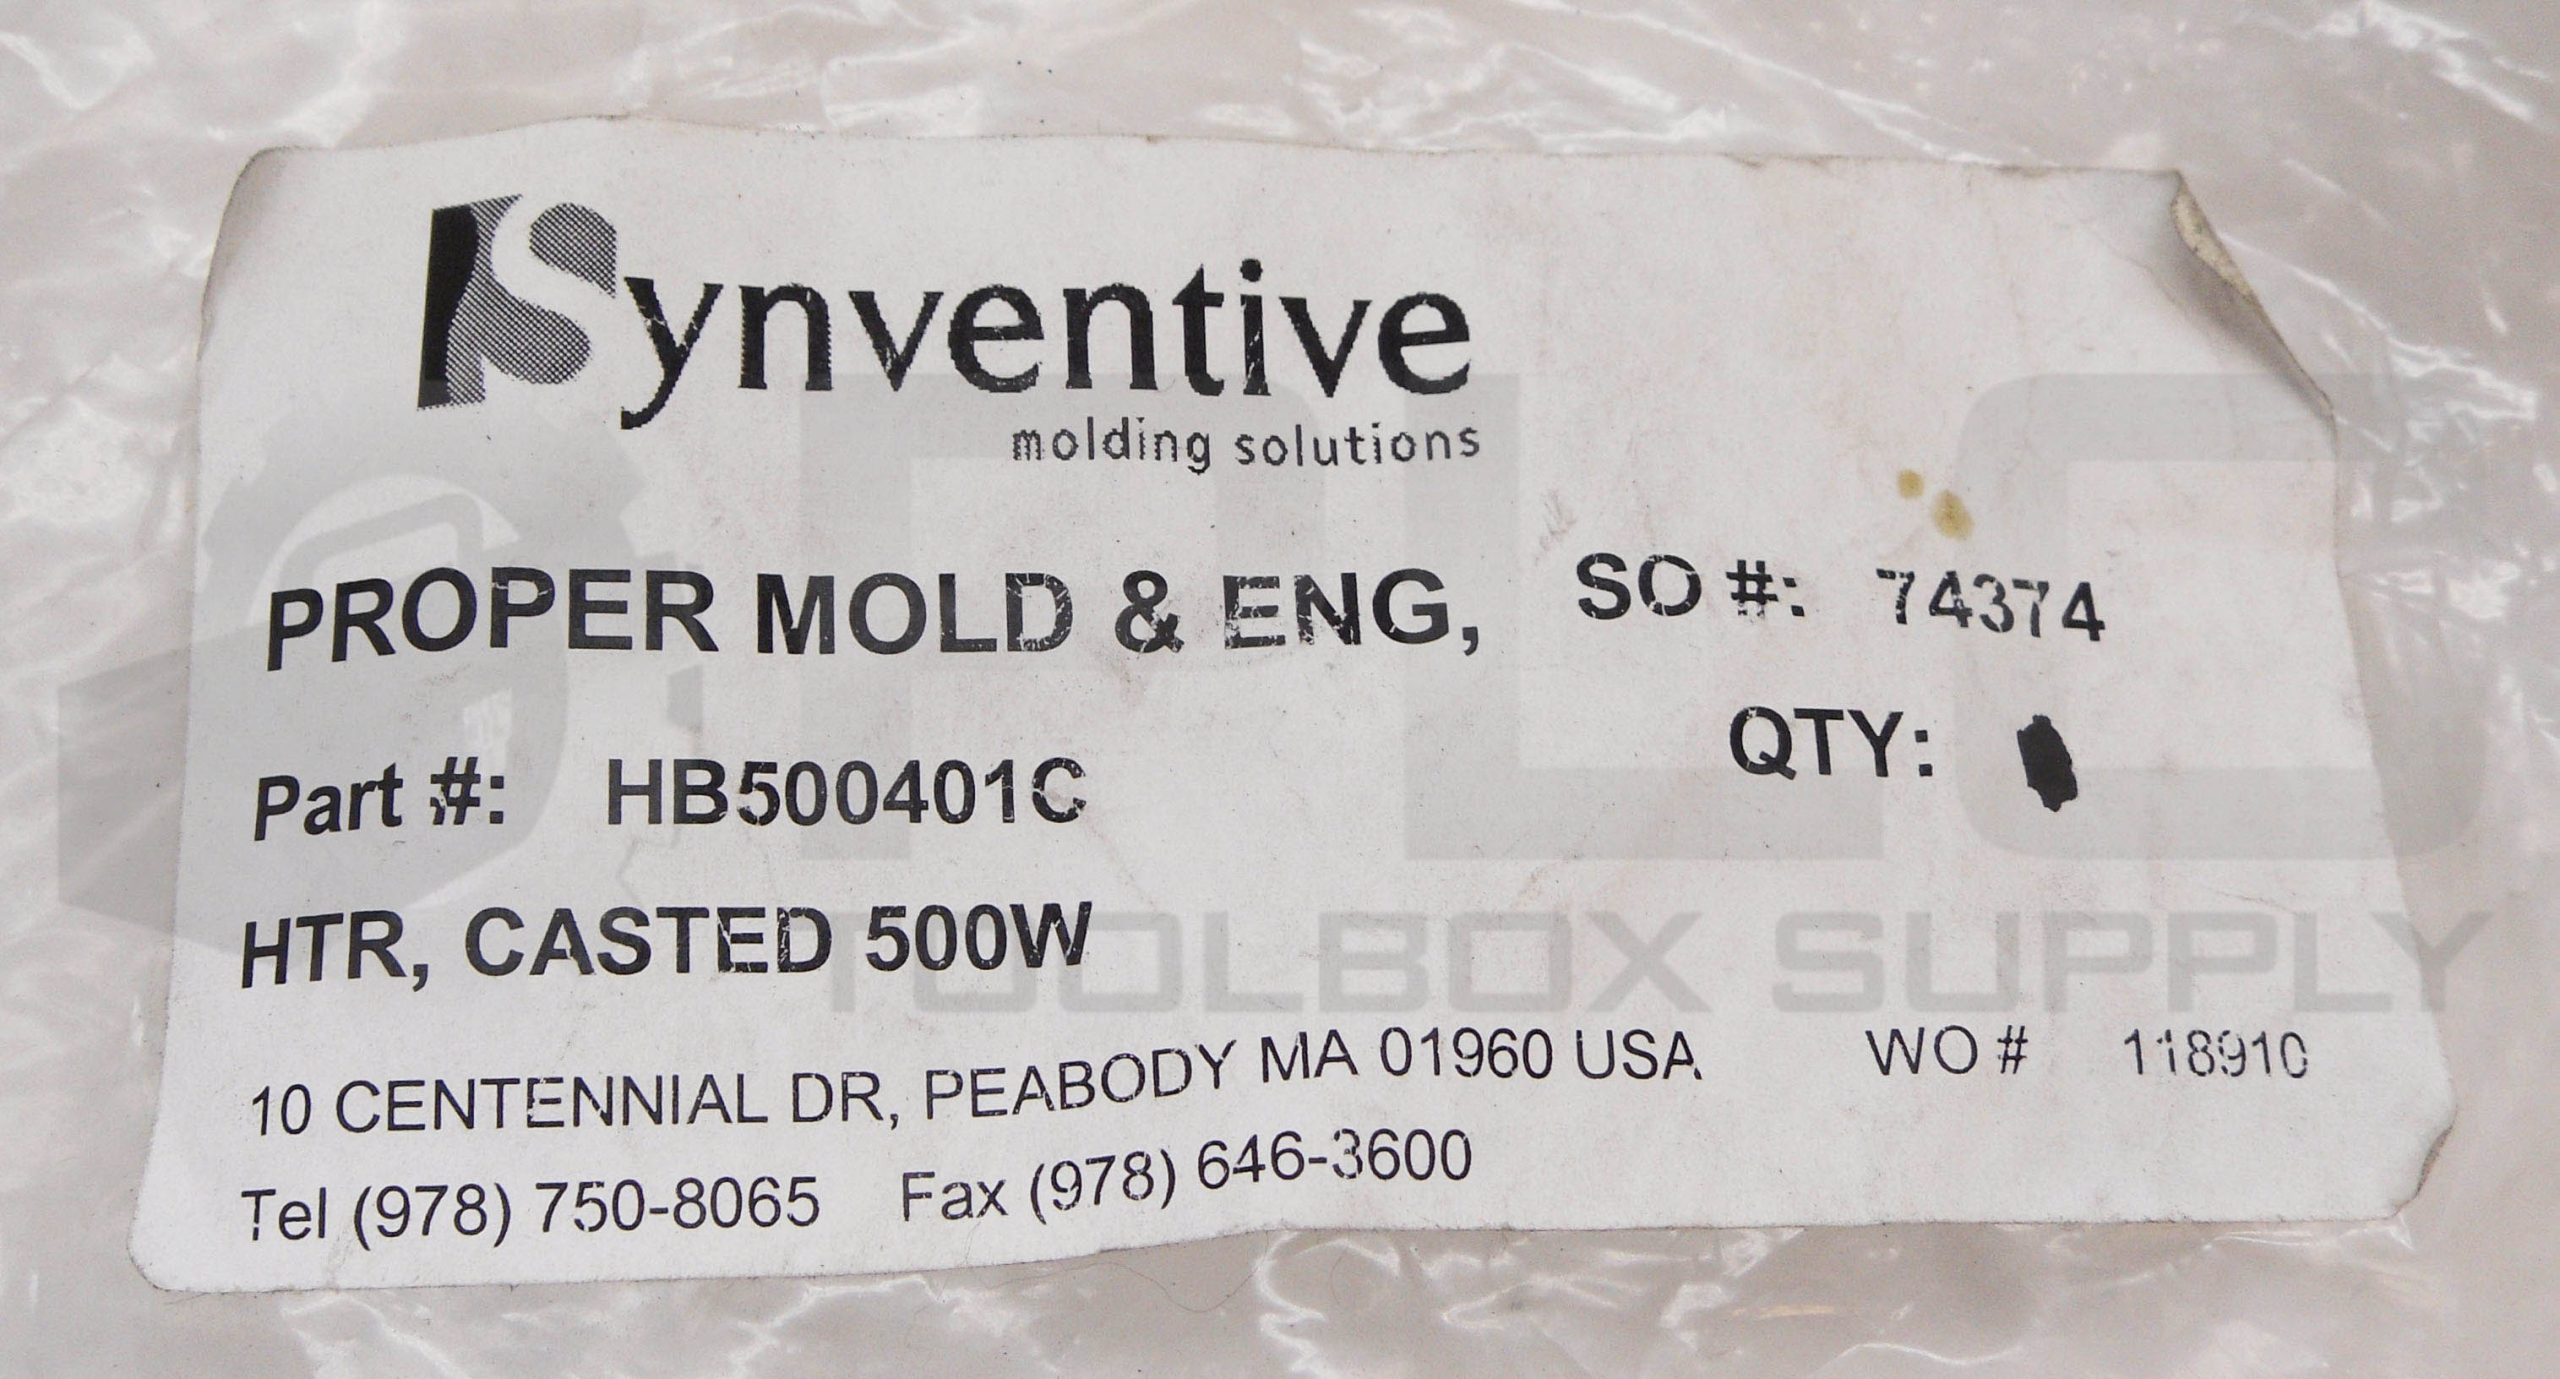 Synventive
molding solutions
PROPER MOLD & ENG, SO #: 74374
QTY:
Part #: HB500401C
HTR, CASTED 500W
TOOLBOX SUPPLY
10 CENTENNIAL DR, PEABODY MA 01960 USA WO # 118910
Tel (978) 750-8065 Fax (978) 646-3600